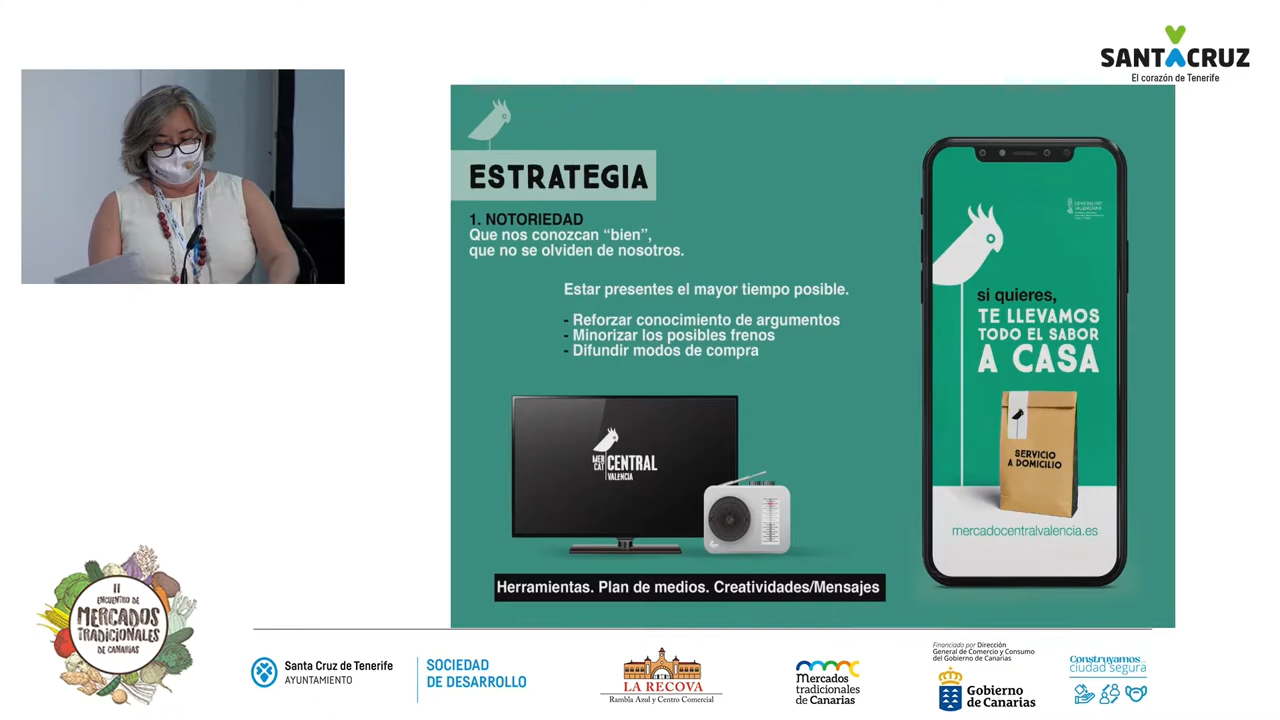 SANTACRUZ
El corazón de Tenerife
ESTRATEGIA
1. NOTORIEDAD
Que nos conozcan “bien”,
que no se olviden de nosotros.
Estar presentes el mayor tiempo posible.
- Reforzar conocimiento de argumentos
- Minorizar los posibles frenos
- Difundir modos de compra
MER
CAT
CENTRAL
VALENCIA
Herramientas. Plan de medios. Creatividades/Mensajes
GENERALITAT
VALENCIANA
si quieres,
TE LLEVAMOS
TODO EL SABOR
A CASA
SERVICIO
A DOMICILIO
mercadocentralvalencia.es
II
ENCUENTRO DE
MERCADOS
TRADICIONALES
DE CANARIAS
Santa Cruz de Tenerife
AYUNTAMIENTO
SOCIEDAD
DE DESARROLLO
LA RECOVA
Rambla Azul y Centro Comercial
mercados
tradicionales
de Canarias
Financiado por Dirección
General de Comercio y Consumo
del Gobierno de Canarias
Gobierno
de Canarias
Construyamos
ciudad segura